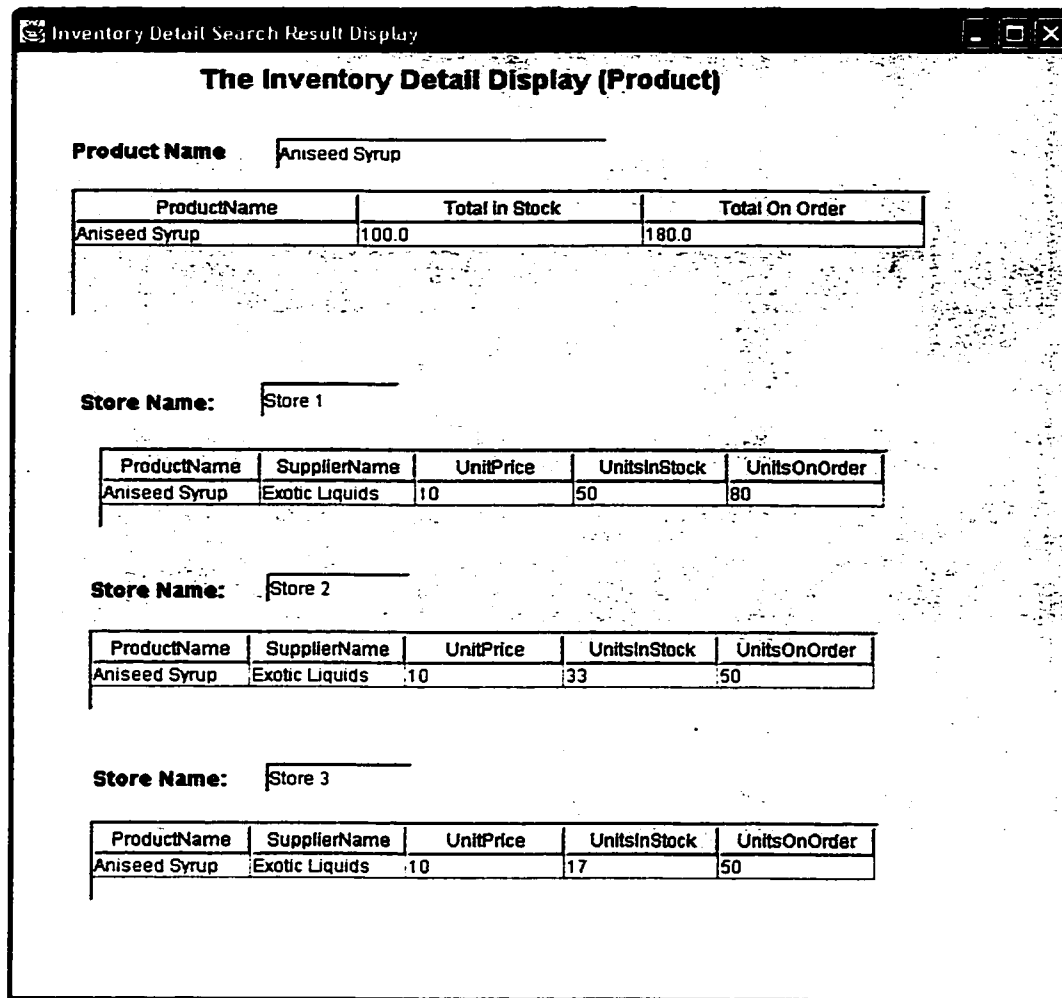 Inventory Detail Search Result Display
The Inventory Detail Display (Product)
Product Name Aniseed Syrup
ProductName Total in Stock Total On Order
Aniseed Syrup 100.0 180.0
Store Name: Store 1
ProductName SupplierName UnitPrice UnitsInStock UnitsOnOrder
Aniseed Syrup Exotic Liquids 10 50 80
Store Name: Store 2
ProductName SupplierName UnitPrice UnitsInStock UnitsOnOrder
Aniseed Syrup Exotic Liquids 10 33 50
Store Name: Store 3
ProductName SupplierName UnitPrice UnitsInStock UnitsOnOrder
Aniseed Syrup Exotic Liquids 10 17 50